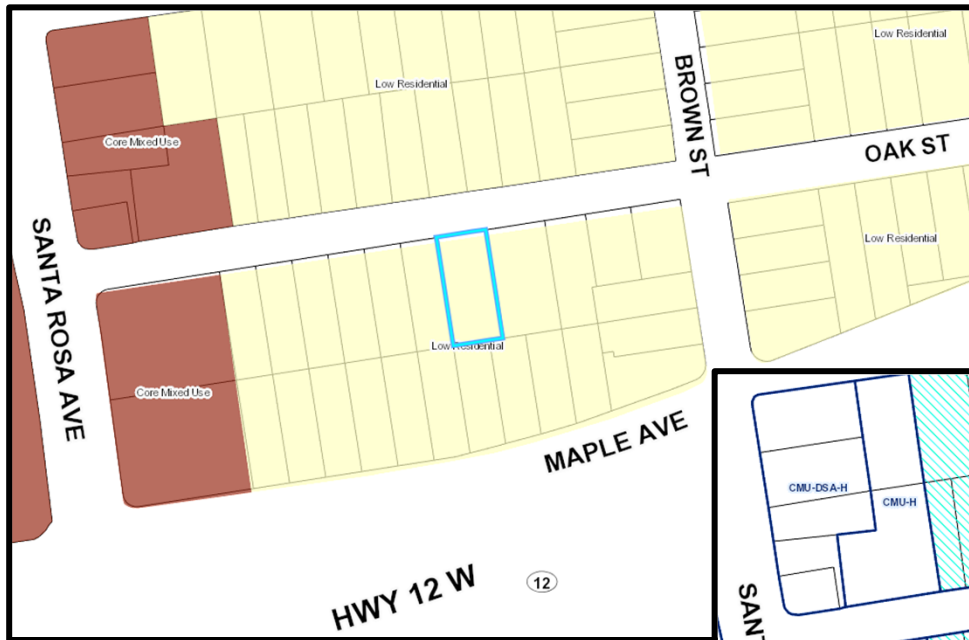 Low Residential
Low Residential
BROWN ST
Core Mixed Use
OAK ST
SANTA ROSA AVE
Low Residential
Low Residential
Core Mixed Use
MAPLE AVE
HWY 12 W
12
CMU-DSA-H
CMU-H
SANT